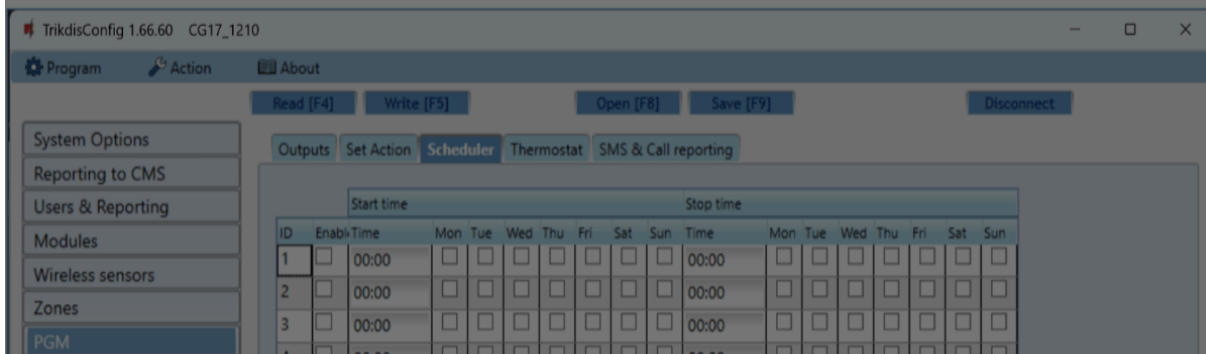 TrikdisConfig 1.66.60 CG17_1210
Program Action About
Read [F4] Write [F5] Open [F8] Save [F9] Disconnect
System Options
Reporting to CMS
Users & Reporting
Modules
Wireless sensors
Zones
PGM
Outputs Set Action Scheduler Thermostat SMS & Call reporting
Start time Stop time
ID Enabl Time Mon Tue Wed Thu Fri Sat Sun Time Mon Tue Wed Thu Fri Sat Sun
1 00:00 00:00
2 00:00 00:00
3 00:00 00:00